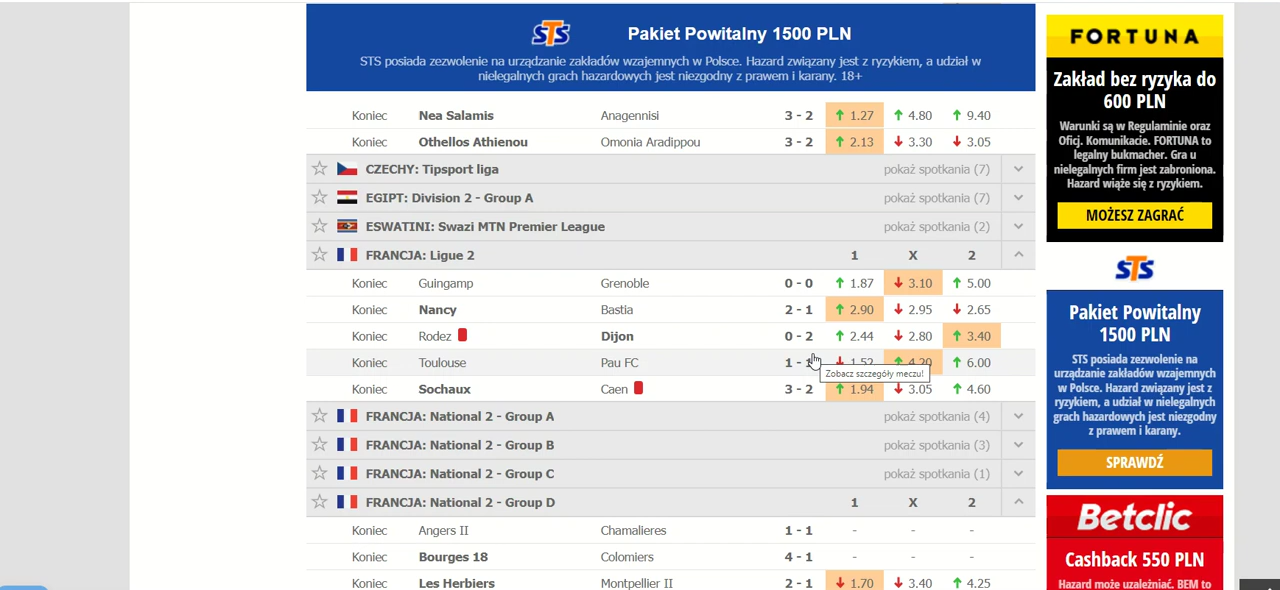 STS Pakiet Powitalny 1500 PLN
STS posiada zezwolenie na urządzanie zakładów wzajemnych w Polsce. Hazard związany jest z ryzykiem, a udział w
nielegalnych grach hazardowych jest niezgodny z prawem i karany. 18+
Koniec Nea Salamis Anagennisi 3 - 2 1.27 4.80 9.40
Koniec Othellos Athienou Omonia Aradippou 3 - 2 2.13 3.30 3.05
CZECHY: Tipsport liga pokaż spotkania (7)
EGIPT: Division 2 - Group A pokaż spotkania (7)
ESWATINI: Swazi MTN Premier League pokaż spotkania (2)
FRANCJA: Ligue 2 1 X 2
Koniec Guingamp Grenoble 0 - 0 1.87 3.10 5.00
Koniec Nancy Bastia 2 - 1 2.90 2.95 2.65
Koniec Rodez Dijon 0 - 2 2.44 2.80 3.40
Koniec Toulouse Pau FC 1 - 1 1.52 4.20 6.00
Zobacz szczegóły meczu!
Koniec Sochaux Caen 3 - 2 1.94 3.05 4.60
FRANCJA: National 2 - Group A pokaż spotkania (4)
FRANCJA: National 2 - Group B pokaż spotkania (3)
FRANCJA: National 2 - Group C pokaż spotkania (1)
FRANCJA: National 2 - Group D 1 X 2
Koniec Angers II Chamalieres 1 - 1 - - -
Koniec Bourges 18 Colomiers 4 - 1 - - -
Koniec Les Herbiers Montpellier II 2 - 1 1.70 3.40 4.25
FORTUNA
Zakład bez ryzyka do
600 PLN
Warunki są w Regulaminie oraz
Oficj. Komunikacie. FORTUNA to
legalny bukmacher. Gra u
nielegalnych firm jest zabroniona.
Hazard wiąże się z ryzykiem.
MOŻESZ ZAGRAĆ
STS
Pakiet Powitalny
1500 PLN
STS posiada zezwolenie na
urządzanie zakładów wzajemnych
w Polsce. Hazard związany jest z
ryzykiem, a udział w nielegalnych
grach hazardowych jest niezgodny
z prawem i karany.
SPRAWDŹ
Betclic
Cashback 550 PLN
Hazard może uzależniać. BEM to